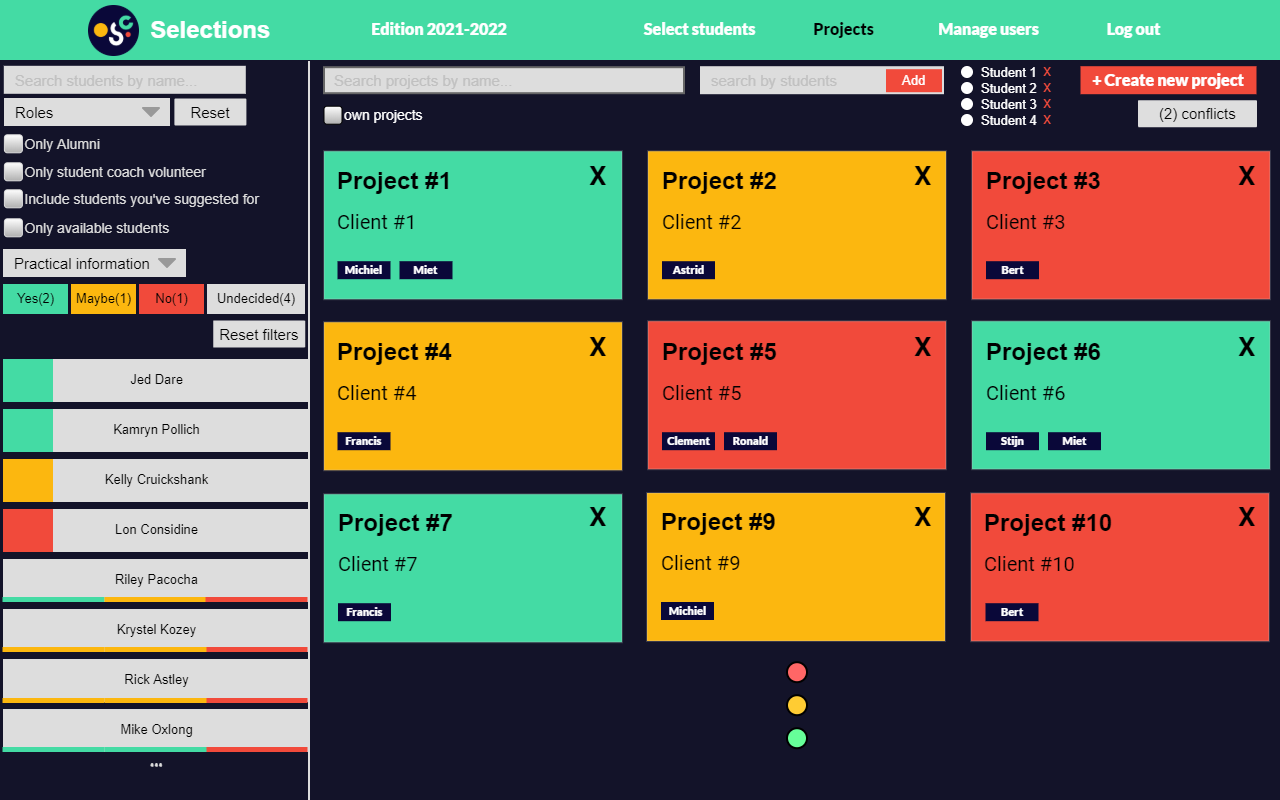 OSC Selections
Edition 2021-2022
Select students
Projects
Manage users
Log out
Search students by name...
Roles
Reset
Only Alumni
Only student coach volunteer
Include students you've suggested for
Only available students
Practical information
Yes(2)
Maybe(1)
No(1)
Undecided(4)
Reset filters
Jed Dare
Kamryn Pollich
Kelly Cruickshank
Lon Considine
Riley Pacocha
Krystel Kozey
Rick Astley
Mike Oxlong
•••
Search projects by name...
search by students
Add
Student 1 X
Student 2 X
Student 3 X
Student 4 X
+ Create new project
own projects
(2) conflicts
Project #1 X
Client #1
Michiel Miet
Project #2 X
Client #2
Astrid
Project #3 X
Client #3
Bert
Project #4 X
Client #4
Francis
Project #5 X
Client #5
Clement Ronald
Project #6 X
Client #6
Stijn Miet
Project #7 X
Client #7
Francis
Project #9 X
Client #9
Michiel
Project #10 X
Client #10
Bert